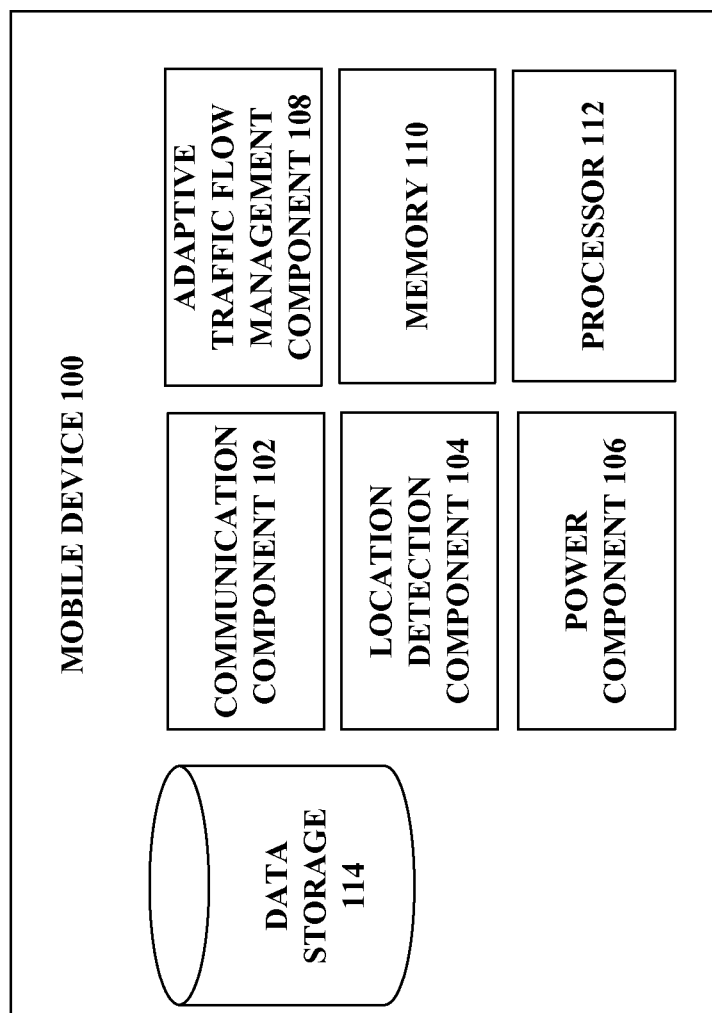 MOBILE DEVICE 100
COMMUNICATION
COMPONENT 102
ADAPTIVE
TRAFFIC FLOW
MANAGEMENT
COMPONENT 108
LOCATION
DETECTION
COMPONENT 104
MEMORY 110
POWER
COMPONENT 106
PROCESSOR 112
DATA
STORAGE
114